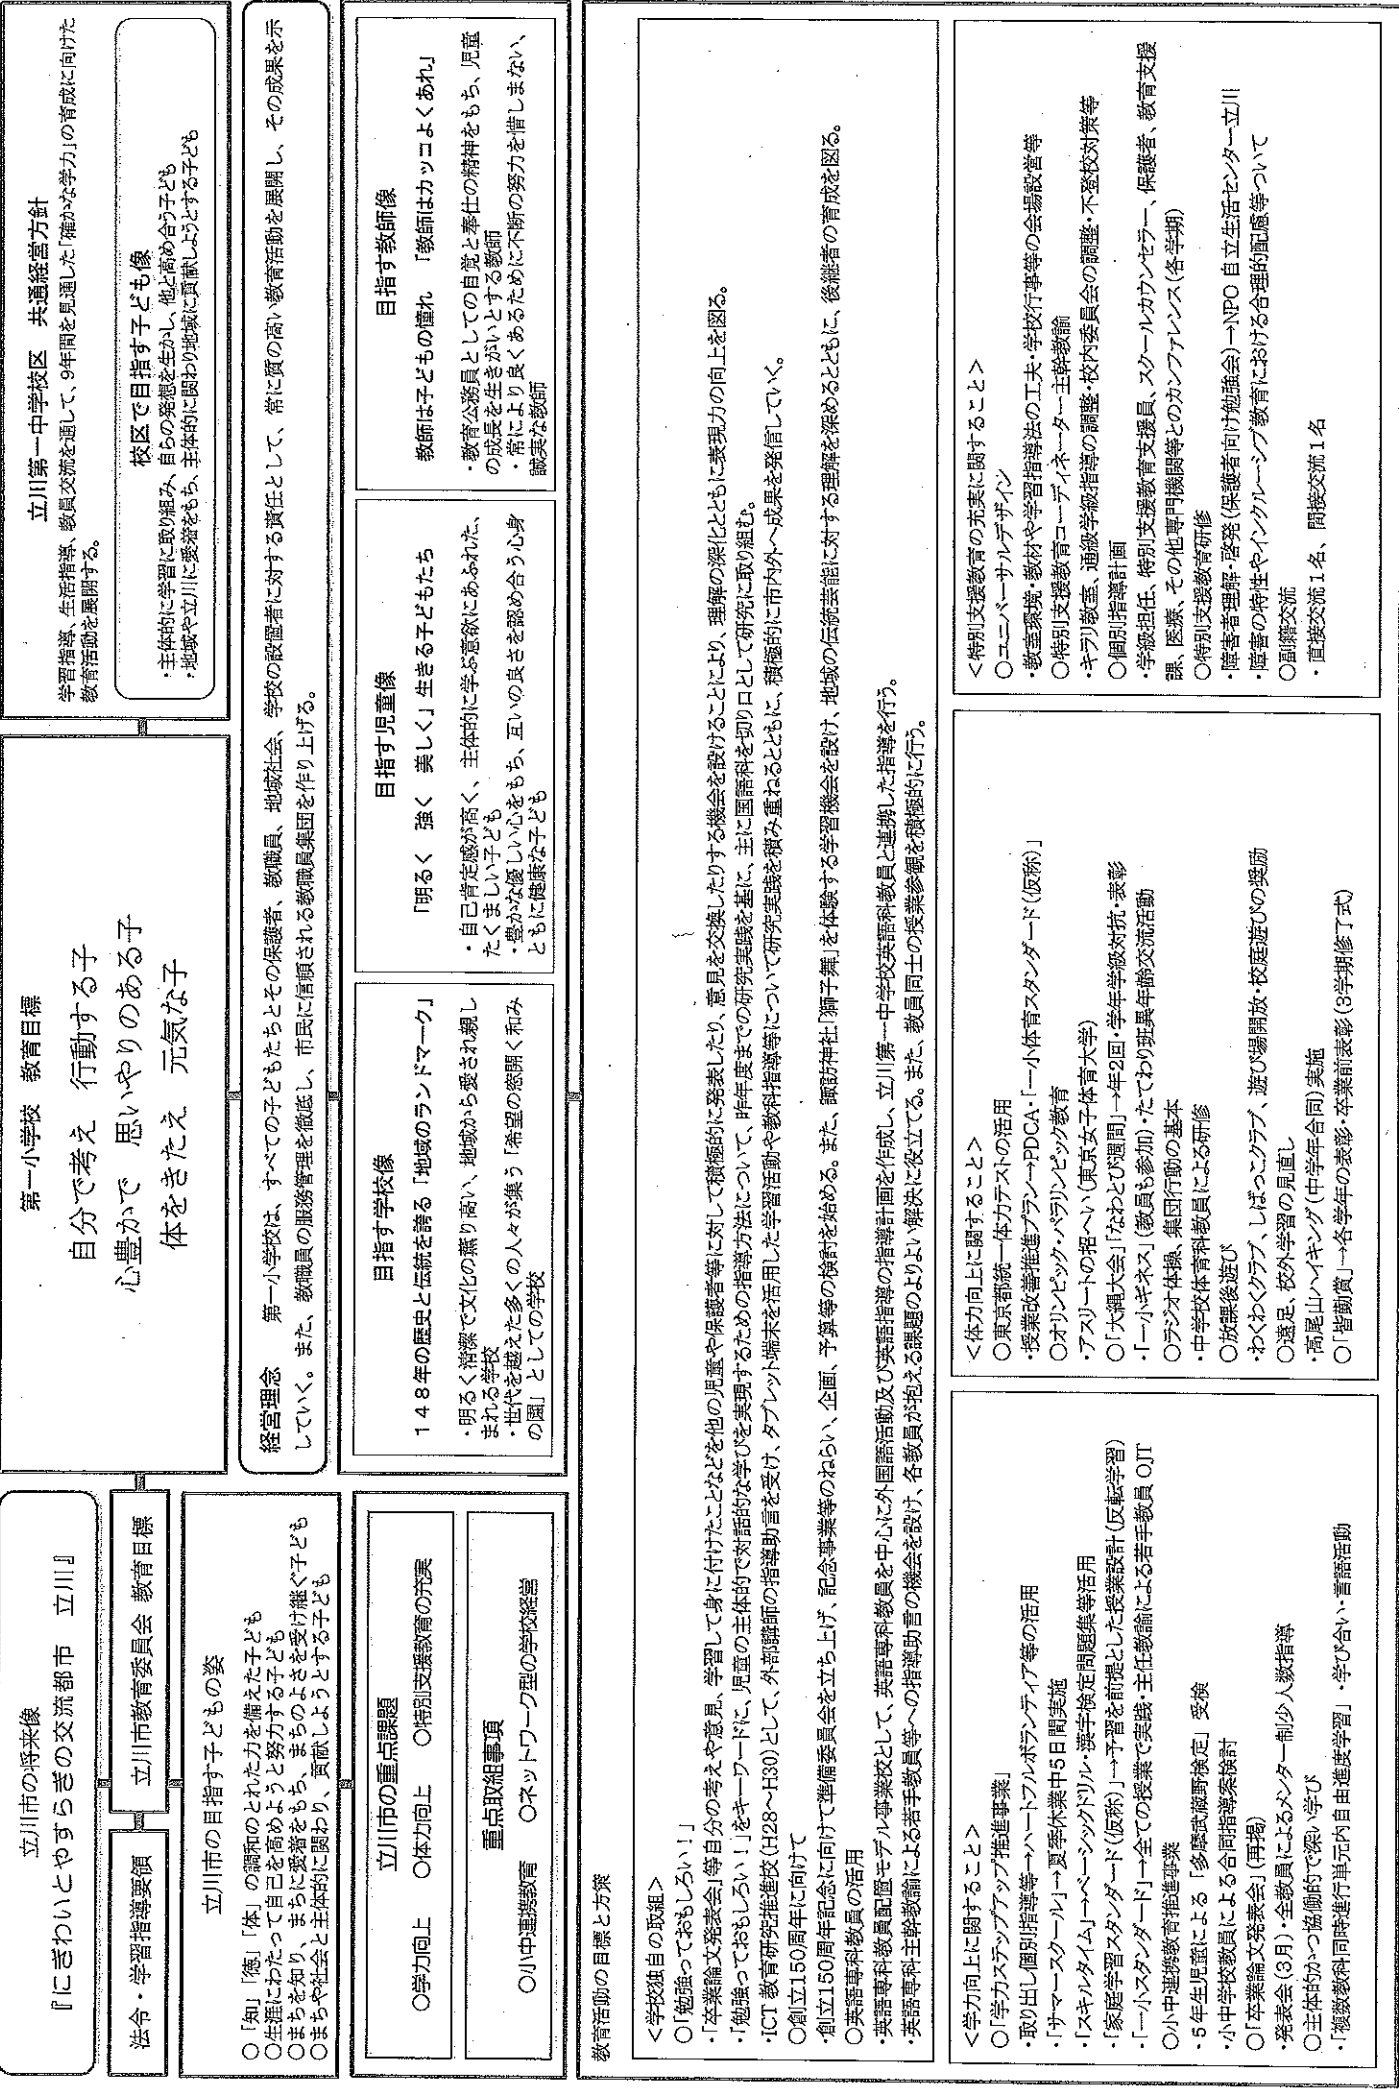 立川市の将来像
『にぎわいとやすらぎの交流都市　立川』
法令・学習指導要領
立川市教育委員会 教育目標
立川市の目指す子どもの姿
○「知」「徳」「体」の調和のとれた力を備えた子ども
○生涯にわたって自己を高めようと努力する子ども
○まちを知り、まちに愛着をもち、まちのよさを受け継ぐ子ども
○まちや社会と主体的に関わり、貢献しようとする子ども
第一小学校　教育目標
自分で考え　行動する子
心豊かで　思いやりのある子
体をきたえ　元気な子
立川第一中学校区　共通経営方針
学習指導、生活指導、教員交流を通して、9年間を見通した「確かな学力」の育成に向けた
教育活動を展開する。
校区で目指す子ども像
・主体的に学習に取り組み、自らの発想を生かし、他と高め合う子ども
・地域や立川に愛着をもち、主体的に関わり地域に貢献しようとする子ども
経営理念　第一小学校は、すべての子どもたちとその保護者、教職員、地域社会、学校の設置者に対する責任として、常に質の高い教育活動を展開し、その成果を示
していく。また、教職員の服務管理を徹底し、市民に信頼される教職員集団を作り上げる。
立川市の重点課題
○学力向上　○体力向上　○特別支援教育の充実
重点取組事項
○小中連携教育　○ネットワーク型の学校経営
目指す学校像
１４８年の歴史と伝統を誇る「地域のランドマーク」
・明るく清潔で文化の薫り高い、地域から愛され親し
まれる学校
・世代を越えた多くの人々が集う「希望の窓開く和み
の園」としての学校
目指す児童像
「明るく　強く　美しく」生きる子どもたち
・自己肯定感が高く、主体的に学ぶ意欲にあふれた、
たくましい子ども
・豊かな優しい心をもち、互いの良さを認め合う心身
ともに健康な子ども
目指す教師像
教師は子どもの憧れ　「教師はカッコよくあれ」
・教育公務員としての自覚と奉仕の精神をもち、児童
の成長を生きがいとする教師
・常により良くあるために不断の努力を惜しまない、
誠実な教師
教育活動の目標と方策
＜学校独自の取組＞
○「勉強っておもしろい！」
・「卒業論文発表会」等自分の考えや意見、学習して身に付けたことなどを他の児童や保護者等に対して積極的に発表したり、意見を交換したりする機会を設けることにより、理解の深化とともに表現力の向上を図る。
・「勉強っておもしろい！」をキーワードに、児童の主体的で対話的な学びを実現するための指導方法について、昨年度までの研究実践を基に、主に国語科を切り口として研究に取り組む。
・ICT教育研究推進校（H28～H30）として、外部講師の指導助言を受け、タブレット端末を活用した学習活動や教科指導等について研究実践を積み重ねるとともに、積極的に市内外へ成果を発信していく。
○創立150周年に向けて
・創立150周年記念に向けて準備委員会を立ち上げ、記念事業等のねらい、企画、予算等の検討を始める。また、諏訪神社「獅子舞」を体験する学習機会を設け、地域の伝統芸能に対する理解を深めるとともに、後継者の育成を図る。
○英語専科教員の活用
・英語専科教員配置モデル事業校として、英語専科教員を中心に外国語活動及び英語指導の指導計画を作成し、立川第一中学校英語科教員と連携した指導を行う。
・英語専科主幹教諭による若手教員等への指導助言の機会を設け、各教員が抱える課題のよりよい解決に役立てる。また、教員同士の授業参観を積極的に行う。
＜学力向上に関すること＞
○「学力ステップアップ推進事業」
・取り出し個別指導等→ハートフルボランティア等の活用
・「サマースクール」→夏季休業中5日間実施
・「スキルタイム」→ベーシックドリル・漢字検定問題集等活用
・「家庭学習スタンダード（仮称）」→予習を前提とした授業設計（反転学習）
・「一小スタンダード」→全ての授業で実践・主任教諭による若手教員OJT
○小中連携教育推進事業
・５年生児童による「多摩武蔵野検定」受検
・小中学校教員による合同指導案検討
○「卒業論文発表会」（再掲）
・発表会（3月）・全教員によるメンター制少人数指導
○主体的かつ協働的で深い学び
・「複数教科同時進行単元内自由進度学習」・学び合い・言語活動
＜体力向上に関すること＞
○東京都統一体力テストの活用
・授業改善推進プラン→PDCA・「一小体育スタンダード（仮称）」
○オリンピック・パラリンピック教育
・アスリートの招へい（東京女子体育大学）
○「大縄大会」「なわとび週間」→年2回・学年学級対抗・表彰
・「一小ギネス」（教員も参加）・たてわり班異年齢交流活動
○ラジオ体操、集団行動の基本
・中学校体育科教員による研修
○放課後遊び
・わくわくクラブ、しばっこクラブ、遊び場開放・校庭遊びの奨励
○遠足、校外学習の見直し
・高尾山ハイキング（中学年合同）実施
○「皆勤賞」→各学年の表彰・卒業前表彰（3学期修了式）
＜特別支援教育の充実に関すること＞
○ユニバーサルデザイン
・教室環境・教材や学習指導法の工夫・学校行事等の会場設営等
○特別支援教育コーディネーター主幹教諭
・キラリ教室、通級学級指導の調整・校内委員会の調整・不登校対策等
○個別指導計画
・学級担任、特別支援教育支援員、スクールカウンセラー、保護者、教育支援
課、医療、その他専門機関等とのカンファレンス（各学期）
○特別支援教育研修
・障害者理解・啓発（保護者向け勉強会）→NPO 自立生活センター立川
・障害の特性やインクルーシブ教育における合理的配慮等ついて
○副籍交流
・直接交流１名、間接交流１名